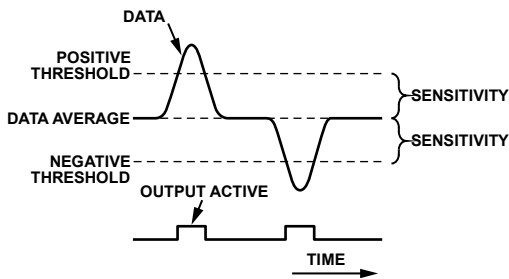 DATA
POSITIVE
THRESHOLD
SENSITIVITY
DATA AVERAGE
SENSITIVITY
NEGATIVE
THRESHOLD
OUTPUT ACTIVE
TIME